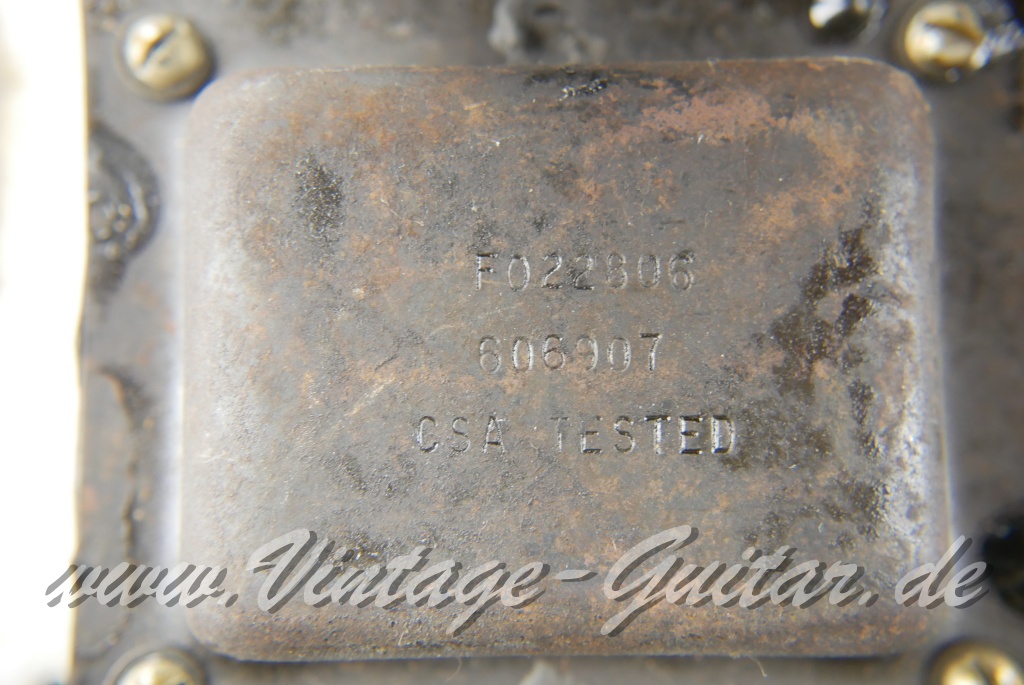 F022806
606907
CSA TESTED
www.Vintage-Guitar.de